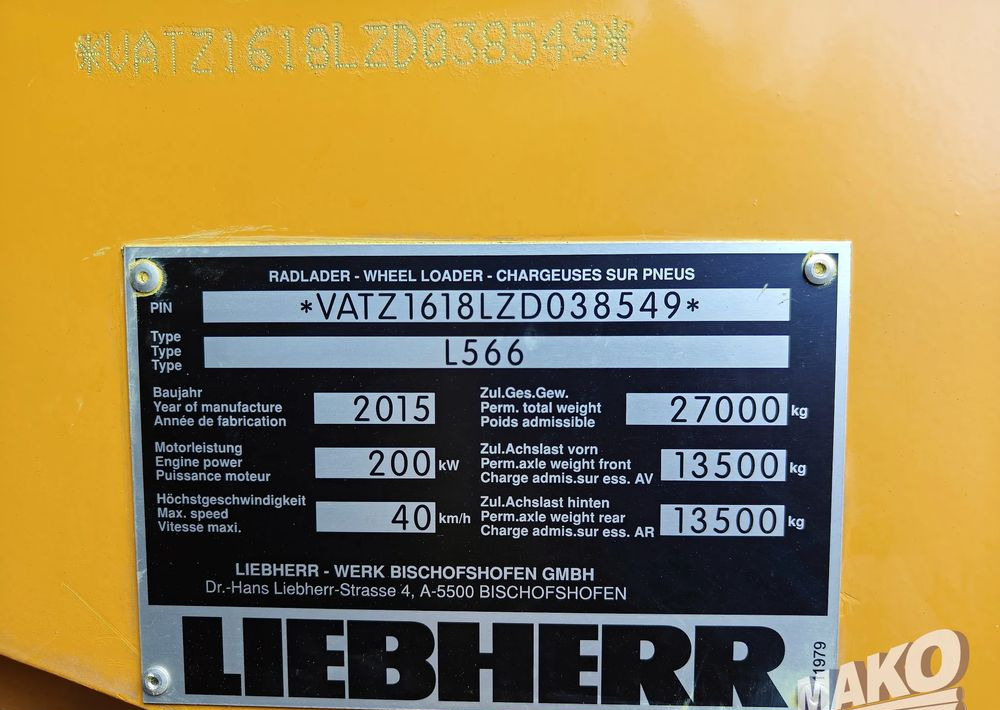 *VATZ1618LZD038549*
RADLADER - WHEEL LOADER - CHARGEUSES SUR PNEUS
PIN *VATZ1618LZD038549*
Type
Type L566
Type
Baujahr
Year of manufacture 2015
Année de fabrication
Zul.Ges.Gew.
Perm. total weight 27000 kg
Poids admissible
Motorleistung
Engine power 200 kW
Puissance moteur
Zul.Achslast vorn
Perm.axle weight front 13500 kg
Charge admis.sur ess. AV
Höchstgeschwindigkeit
Max. speed 40 km/h
Vitesse maxi.
Zul.Achslast hinten
Perm.axle weight rear 13500 kg
Charge admis.sur ess. AR
LIEBHERR - WERK BISCHOFSHOFEN GMBH
Dr.-Hans Liebherr-Strasse 4, A-5500 BISCHOFSHOFEN
LIEBHERR
MAKO